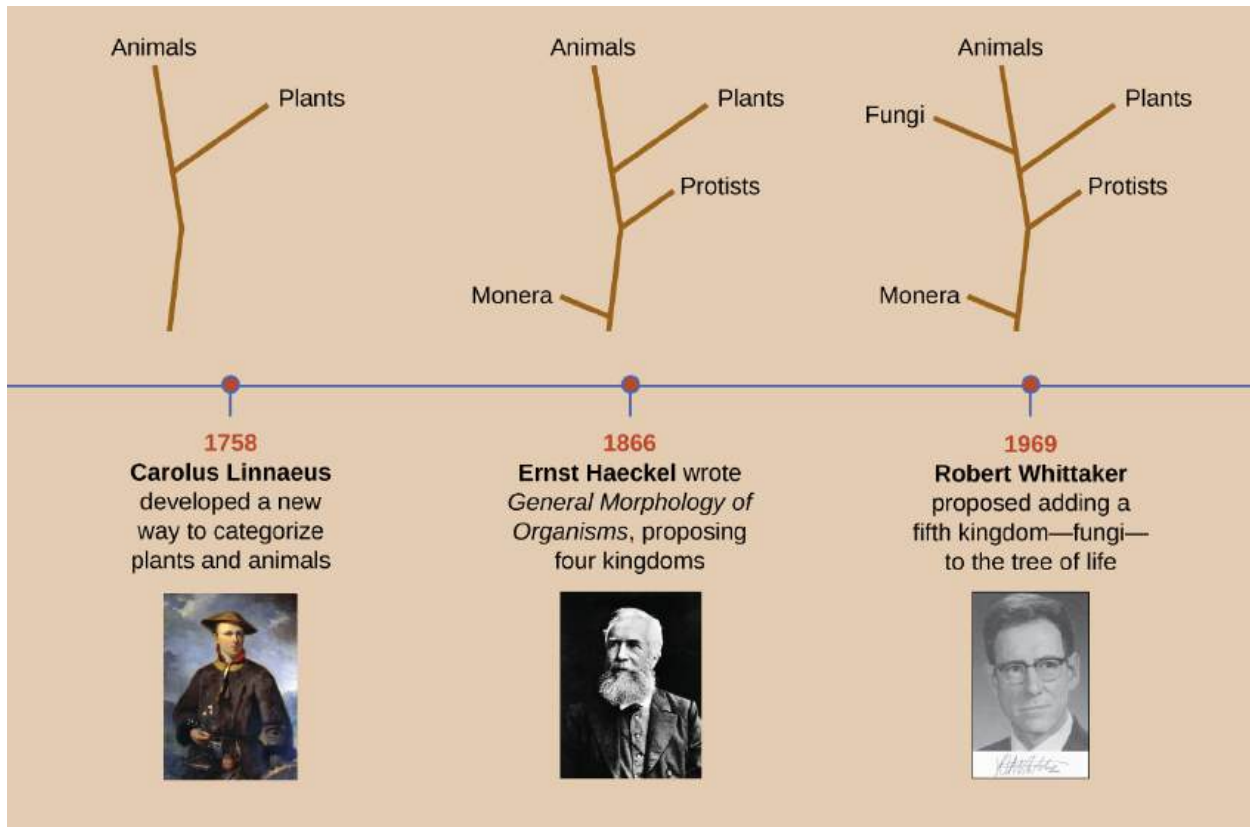 Animals
Plants
Animals
Plants
Protists
Monera
Animals
Fungi
Plants
Protists
Monera
1758
Carolus Linnaeus
developed a new
way to categorize
plants and animals
1866
Ernst Haeckel wrote
General Morphology of
Organisms, proposing
four kingdoms
1969
Robert Whittaker
proposed adding a
fifth kingdom—fungi—
to the tree of life